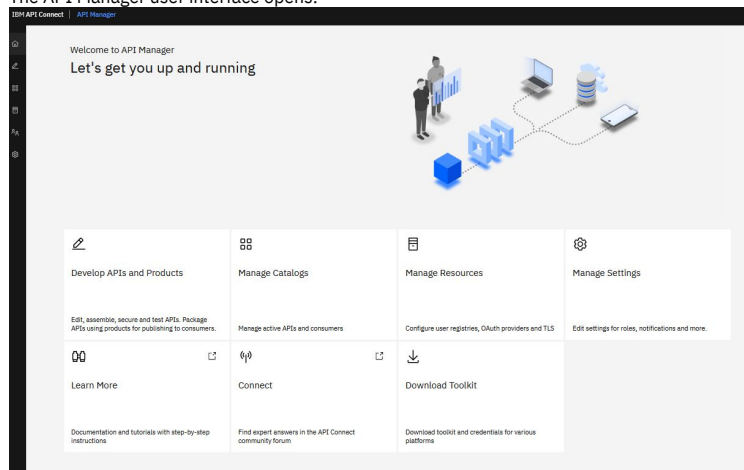 The API Manager user interface opens.
IBM API Connect | API Manager
Welcome to API Manager
Let's get you up and running
Develop APIs and Products
Edit, assemble, secure and test APIs. Package
APIs using products for publishing to consumers.
Manage Catalogs
Manage active APIs and consumers
Manage Resources
Configure user registries, OAuth providers and TLS
Manage Settings
Edit settings for roles, notifications and more.
Learn More
Documentation and tutorials with step-by-step
instructions
Connect
Find expert answers in the API Connect
community forum
Download Toolkit
Download toolkit and credentials for various
platforms